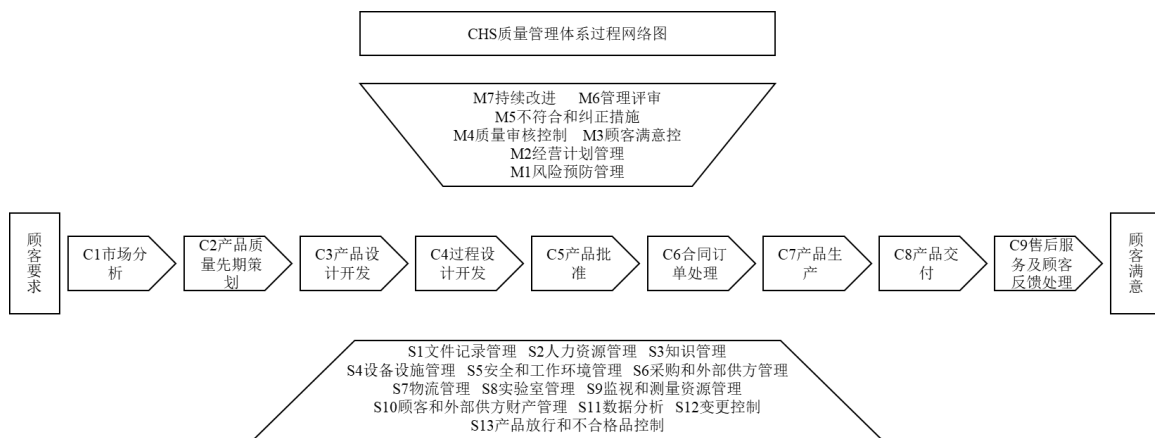 CHS质量管理体系过程网络图
M7持续改进 M6管理评审
M5不符合和纠正措施
M4质量审核控制 M3顾客满意控
M2经营计划管理
M1风险预防管理
顾客要求
C1市场分
析
C2产品质
量先期策
划
C3产品设
计开发
C4过程设
计开发
C5产品批
准
C6合同订
单处理
C7产品生
产
C8产品交
付
C9售后服
务及顾客
反馈处理
顾客满意
S1文件记录管理 S2人力资源管理 S3知识管理
S4设备设施管理 S5安全和工作环境管理 S6采购和外部供方管理
S7物流管理 S8实验室管理 S9监视和测量资源管理
S10顾客和外部供方财产管理 S11数据分析 S12变更控制
S13产品放行和不合格品控制